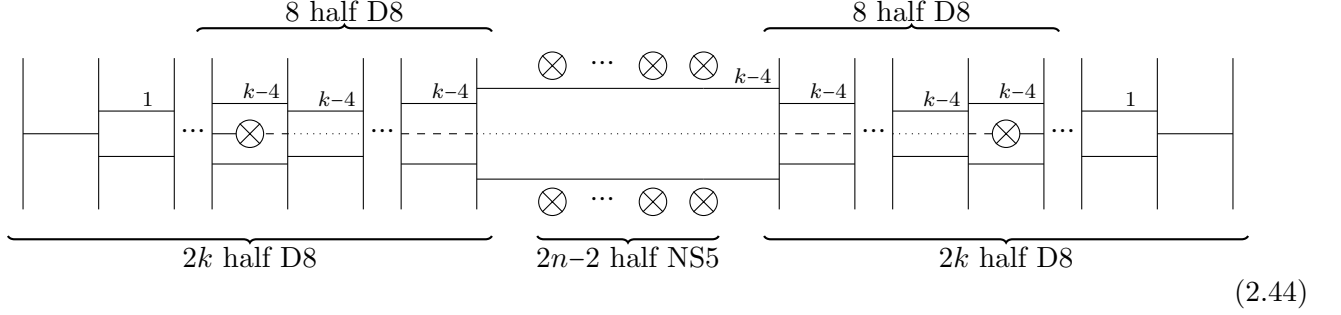 8 half D8 8 half D8
⊗ ... ⊗ ⊗
k−4
1 k−4 k−4 k−4 k−4 k−4 k−4 1
... ⊗ ... ... ⊗ ...
⊗ ... ⊗ ⊗
2k half D8 2n−2 half NS5 2k half D8
(2.44)